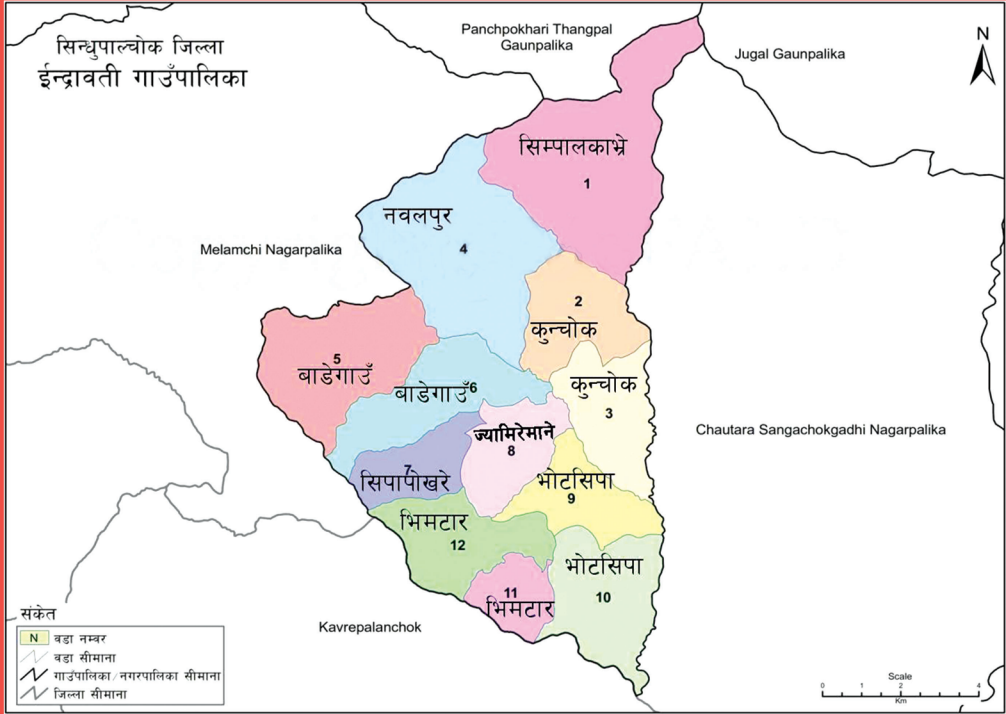 सिन्धुपाल्चोक जिल्ला
ईन्द्रावती गाउँपालिका
Panchpokhari Thangpal
Gaunpalika
Jugal Gaunpalika
N
सिम्पालकाभ्रे
1
नवलपुर
4
Melamchi Nagarpalika
2
कुन्चोक
5
बाडेगाउँ
बाडेगाउँ 6
कुन्चोक
3
ज्यामिरेमाने
8
Chautara Sangachokgadhi Nagarpalika
7
सिपापोखरे
भोटसिपा
9
भिमटार
12
भोटसिपा
10
11
भिमटार
Kavrepalanchok
संकेत
N वडा नम्बर
वडा सीमाना
गाउँपालिका/नगरपालिका सीमाना
जिल्ला सीमाना
Scale
0 1 2 4
Km